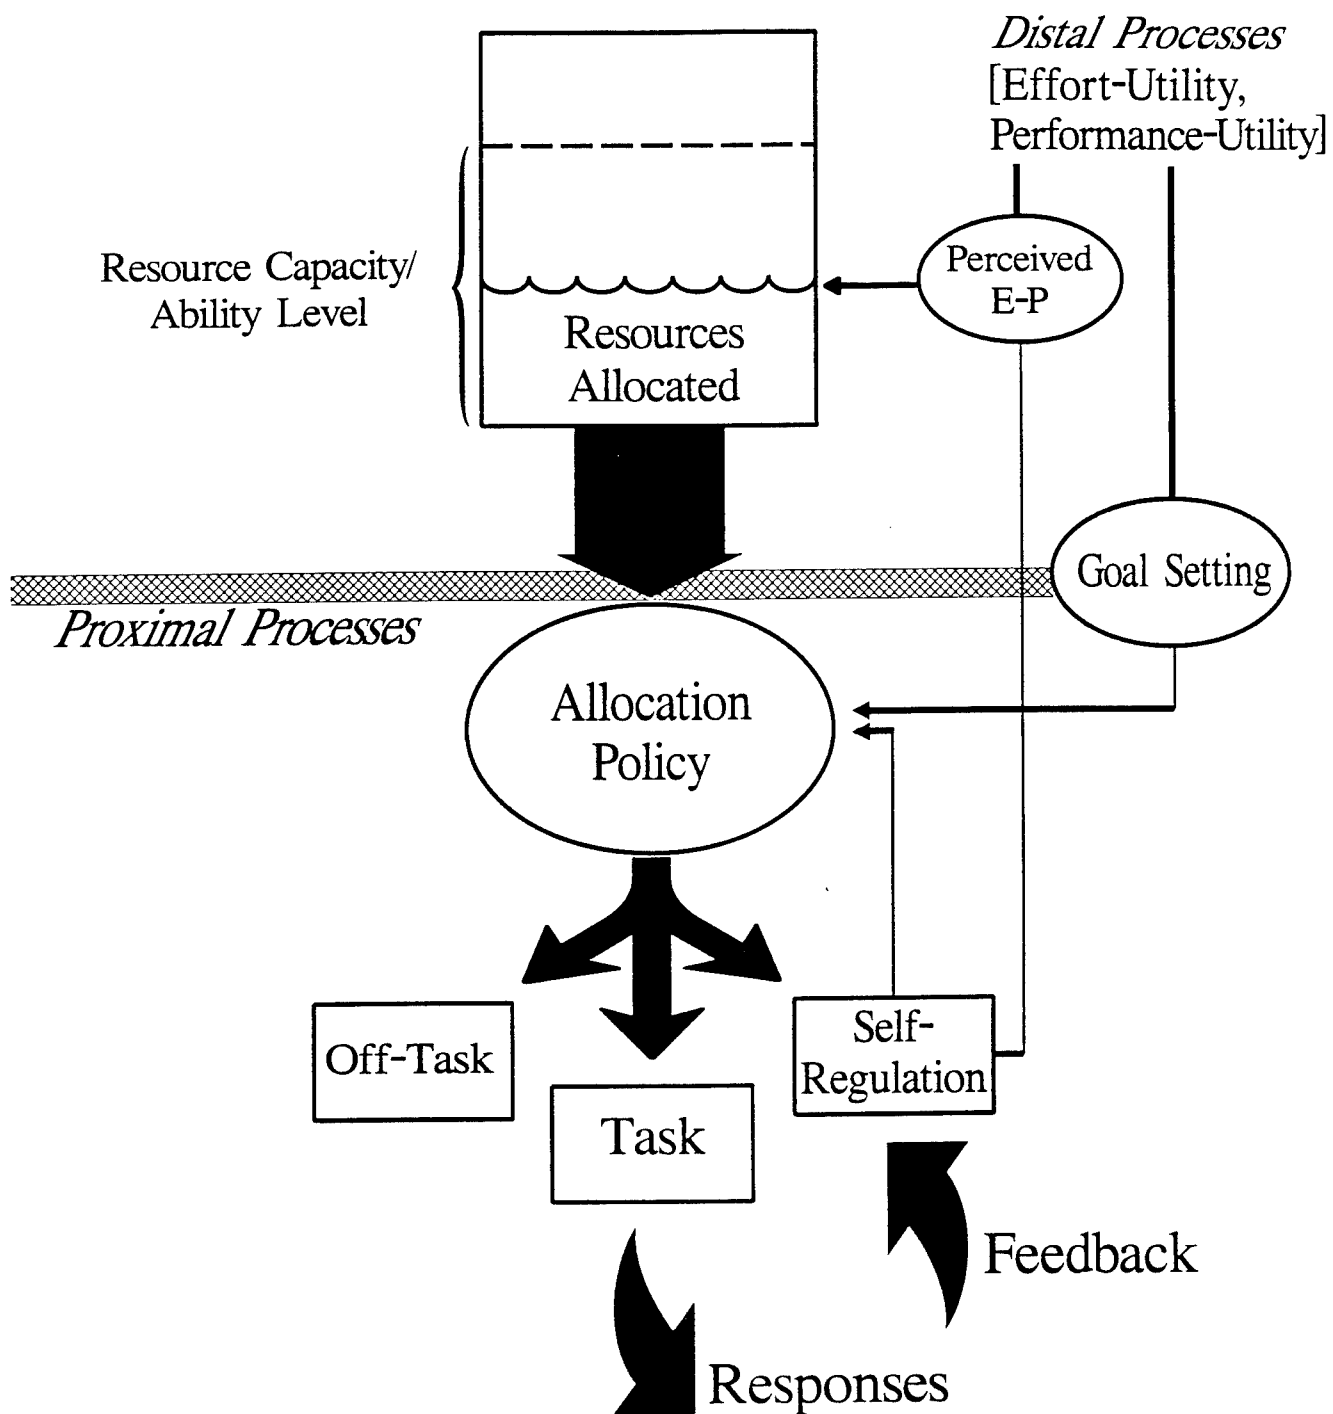 Distal Processes
[Effort-Utility,
Performance-Utility]
Resource Capacity/
Ability Level
Perceived
E-P
Resources
Allocated
Goal Setting
Proximal Processes
Allocation
Policy
Off-Task
Task
Self-
Regulation
Feedback
Responses